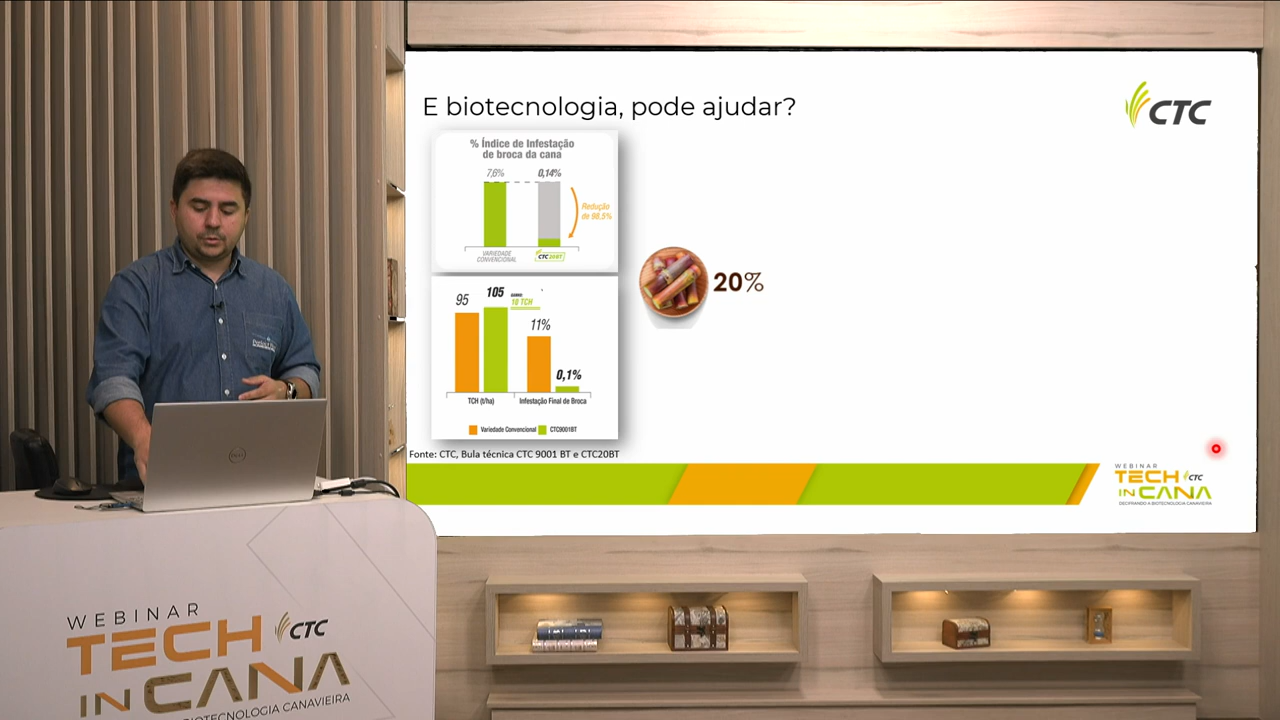 E biotecnologia, pode ajudar?
CTC
% Índice de Infestação
de broca da cana
7,6%
0,14%
Redução
de 98,5%
VARIEDADE
CONVENCIONAL
CTC20BT
95
105
10 TCH
11%
0,1%
TCH (t/ha)
Infestação Final de Broca
Variedade Convencional
CTC9001BT
20%
Fonte: CTC, Bula técnica CTC 9001 BT e CTC20BT
WEBINAR
TECH CTC
IN CANA
DECIFRANDO A BIOTECNOLOGIA CANAVIEIRA
DELL
WEBINAR
TECH CTC
IN CANA
BIOTECNOLOGIA CANAVIEIRA